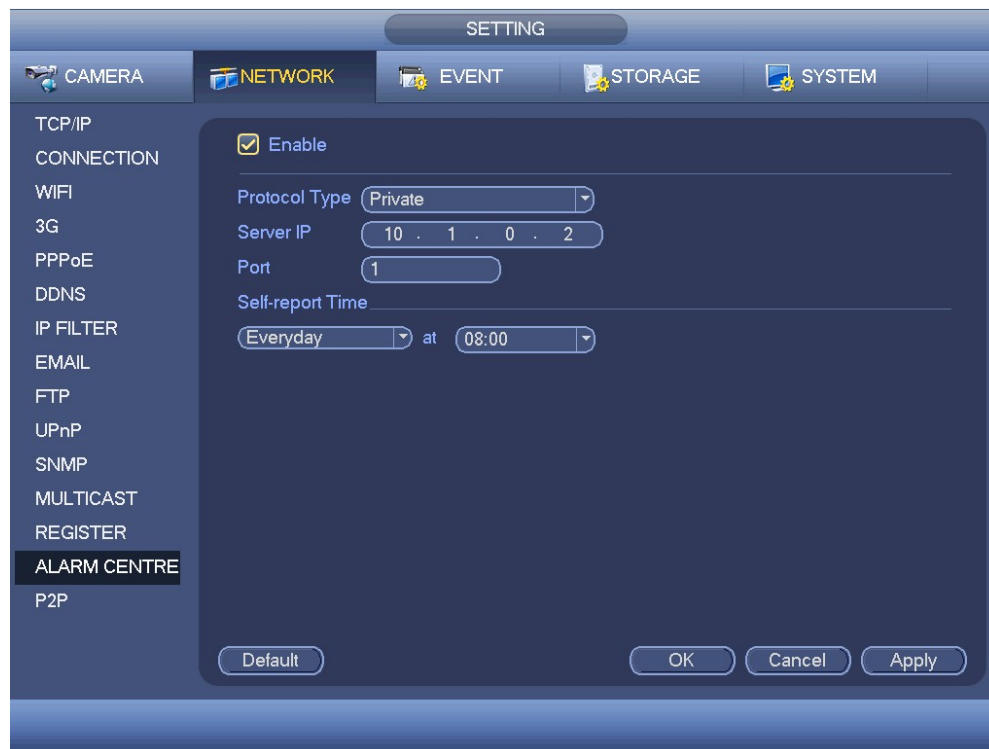 SETTING
CAMERA NETWORK EVENT STORAGE SYSTEM
TCP/IP
CONNECTION
WIFI
3G
PPPoE
DDNS
IP FILTER
EMAIL
FTP
UPnP
SNMP
MULTICAST
REGISTER
ALARM CENTRE
P2P
Enable
Protocol Type Private
Server IP 10 . 1 . 0 . 2
Port 1
Self-report Time
Everyday at 08:00
Default OK Cancel Apply